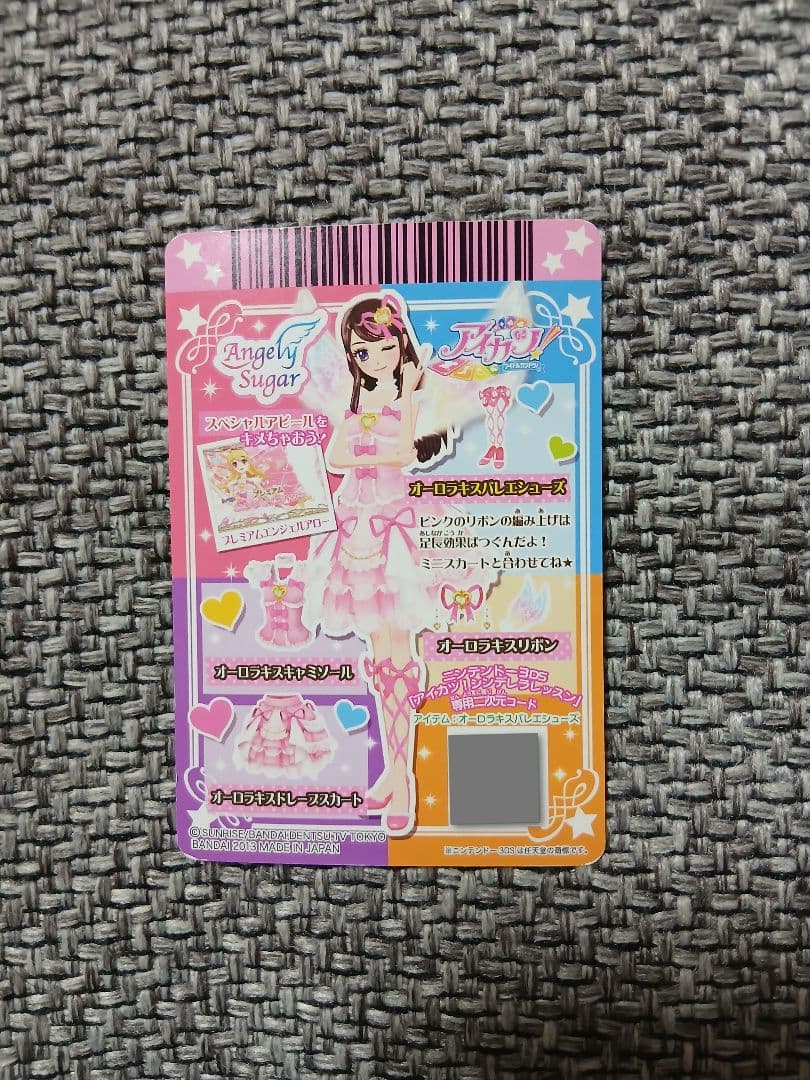 Angely
Sugar
アイカツ!
アイドルカツドウ!
スペシャルアピールを
キメちゃおう!
プレミアム
プレミアムエンジェルアロー
オーロラキスバレエシューズ
ピンクのリボンの編み上げは
足長効果ばつぐんだよ!
ミニスカートと合わせてね★
オーロラキスリボン
オーロラキスキャミソール
ニンテンドー3DS
「アイカツ!シンデレラレッスン」
専用二次元コード
アイテム:オーロラキスバレエシューズ
オーロラキスドレープスカート
©SUNRISE/BANDAI,DENTSU,TV TOKYO
BANDAI 2013 MADE IN JAPAN
※ニンテンドー3DSは任天堂の商標です。